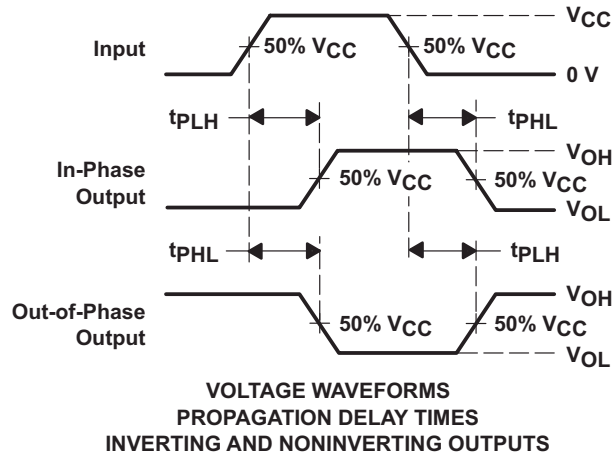 VCC
Input
50% VCC
50% VCC
0 V
tPLH
tPHL
In-Phase
Output
VOH
50% VCC
50% VCC
VOL
tPHL
tPLH
Out-of-Phase
Output
VOH
50% VCC
50% VCC
VOL
VOLTAGE WAVEFORMS
PROPAGATION DELAY TIMES
INVERTING AND NONINVERTING OUTPUTS